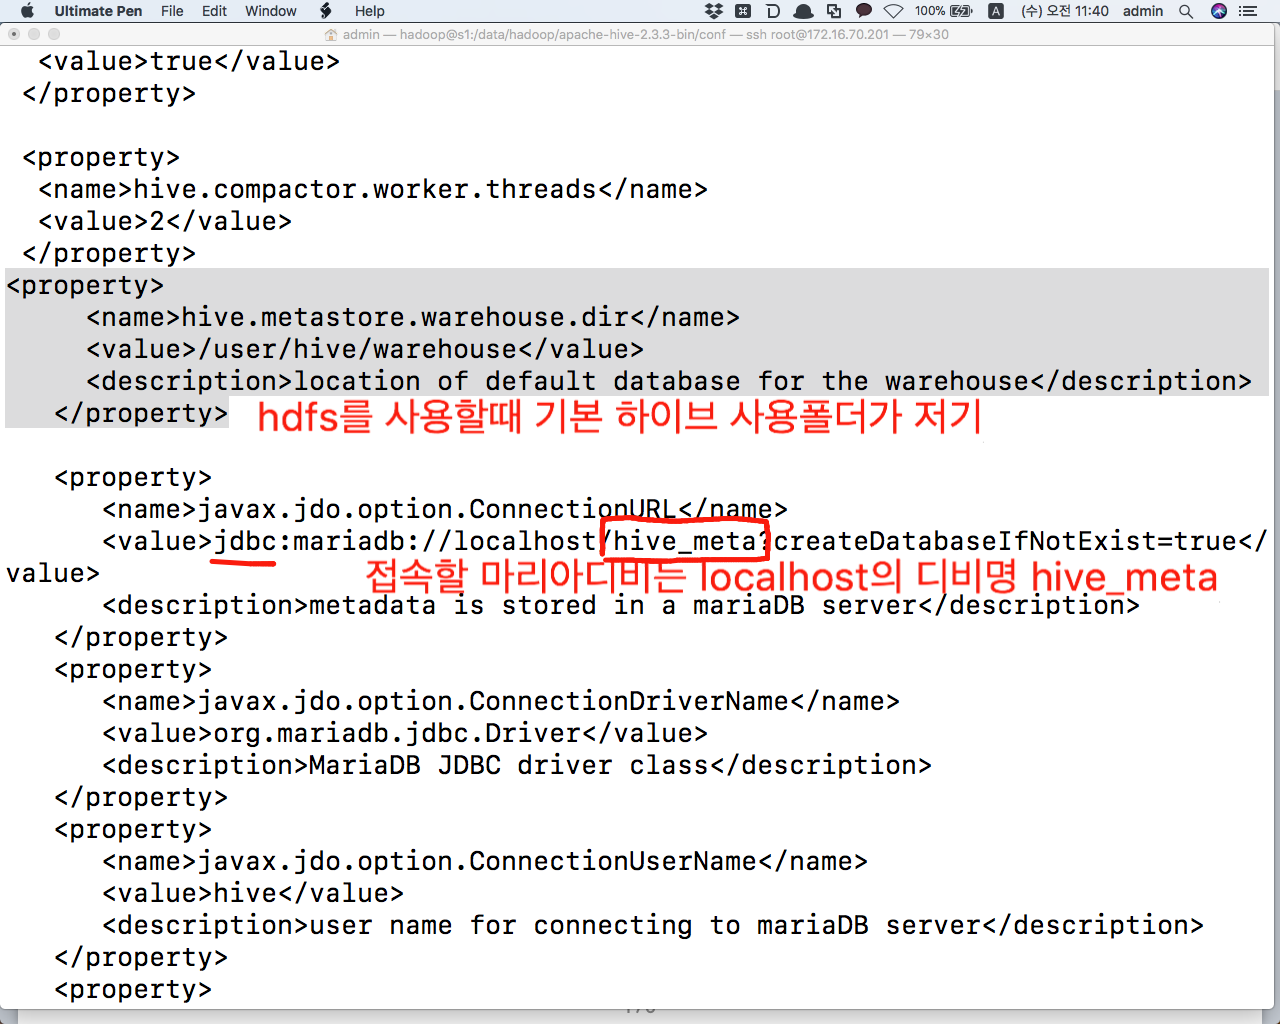 Ultimate Pen File Edit Window Help 100% A (수) 오전 11:40 admin
admin — hadoop@s1:/data/hadoop/apache-hive-2.3.3-bin/conf — ssh root@172.16.70.201 — 79×30
<value>true</value>
</property>
<property>
<name>hive.compactor.worker.threads</name>
<value>2</value>
</property>
<property>
<name>hive.metastore.warehouse.dir</name>
<value>/user/hive/warehouse</value>
<description>location of default database for the warehouse</description>
</property>
hdfs를 사용할때 기본 하이브 사용폴더가 저기
<property>
<name>javax.jdo.option.ConnectionURL</name>
<value>jdbc:mariadb://localhost/hive_meta?createDatabaseIfNotExist=true</
value>
접속할 마리아디비는 localhost의 디비명 hive_meta
<description>metadata is stored in a mariaDB server</description>
</property>
<property>
<name>javax.jdo.option.ConnectionDriverName</name>
<value>org.mariadb.jdbc.Driver</value>
<description>MariaDB JDBC driver class</description>
</property>
<property>
<name>javax.jdo.option.ConnectionUserName</name>
<value>hive</value>
<description>user name for connecting to mariaDB server</description>
</property>
<property>